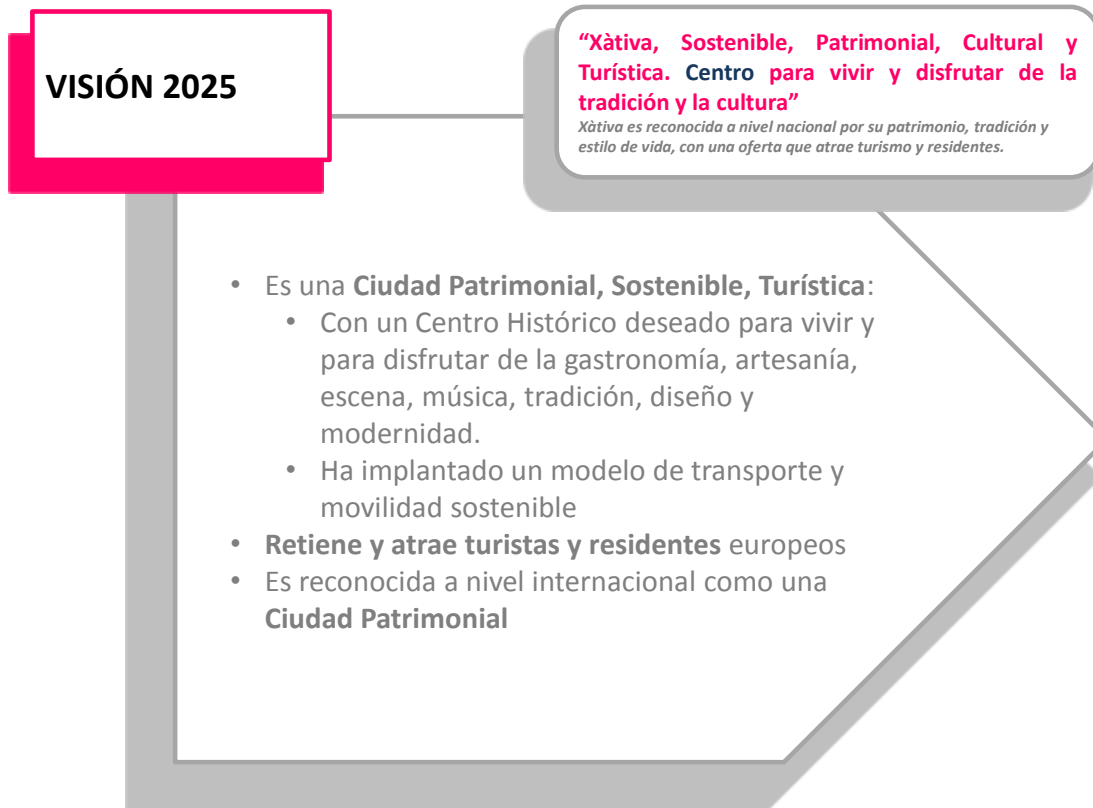 VISIÓN 2025
“Xàtiva, Sostenible, Patrimonial, Cultural y
Turística. Centro para vivir y disfrutar de la
tradición y la cultura”
Xàtiva es reconocida a nivel nacional por su patrimonio, tradición y
estilo de vida, con una oferta que atrae turismo y residentes.
• Es una Ciudad Patrimonial, Sostenible, Turística:
• Con un Centro Histórico deseado para vivir y
para disfrutar de la gastronomía, artesanía,
escena, música, tradición, diseño y
modernidad.
• Ha implantado un modelo de transporte y
movilidad sostenible
• Retiene y atrae turistas y residentes europeos
• Es reconocida a nivel internacional como una
Ciudad Patrimonial